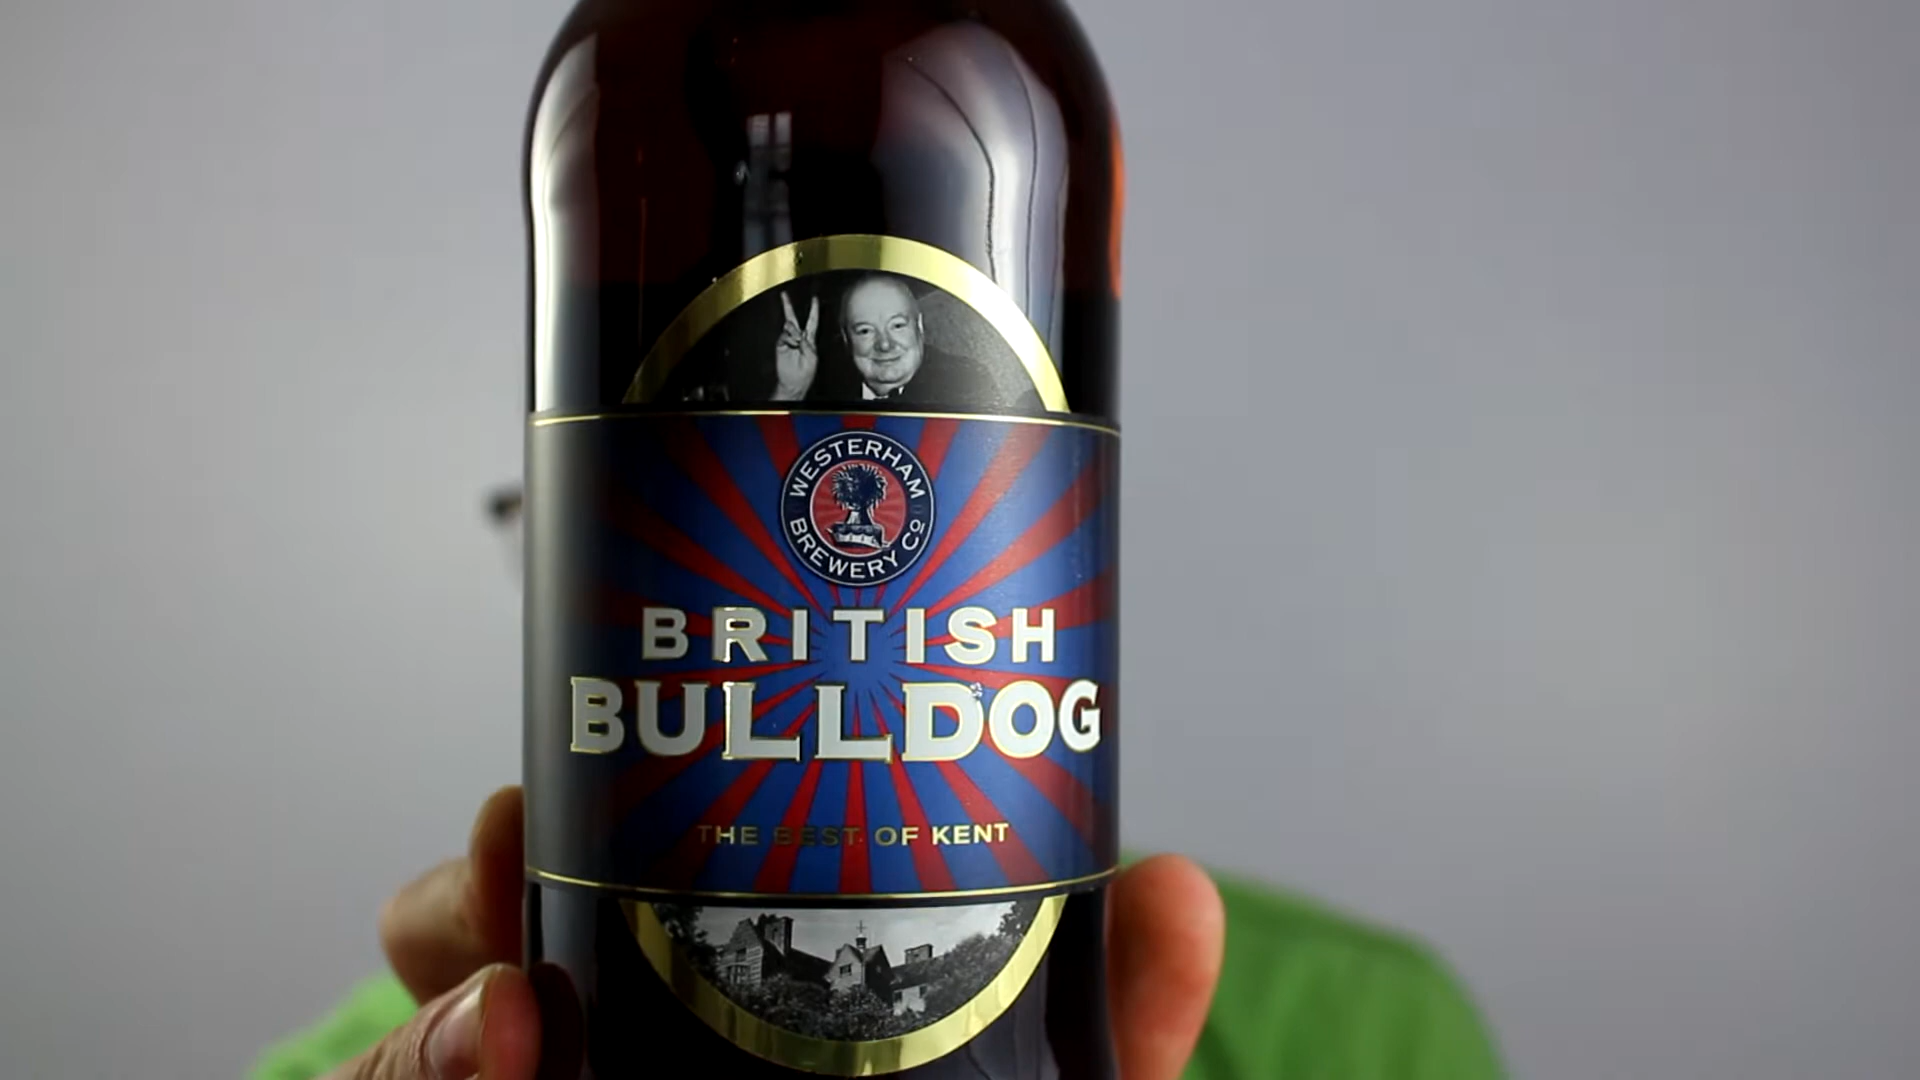 WESTERHAM
BREWERY Cº
BRITISH
BULLDOG
THE BEST OF KENT